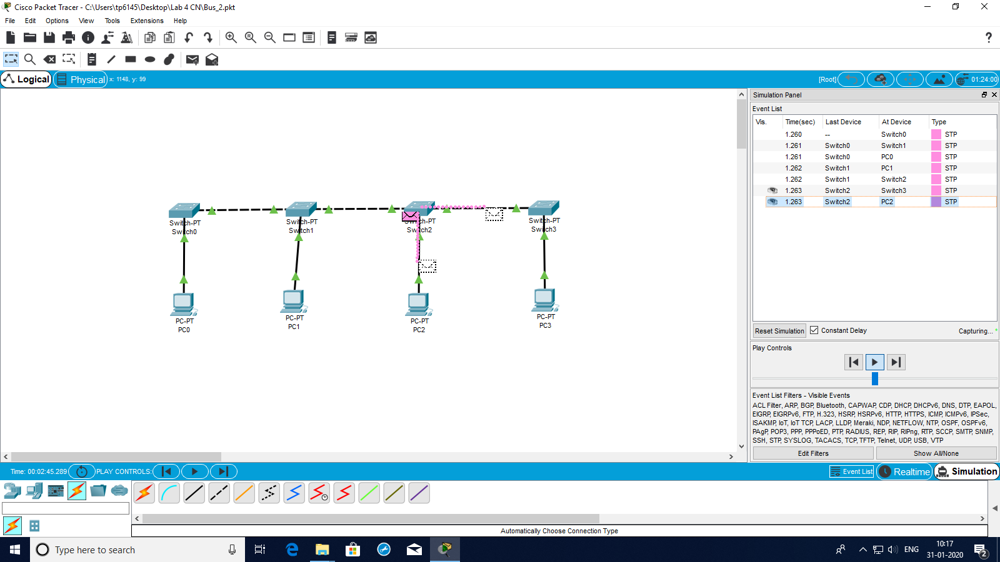 Cisco Packet Tracer - C:\Users\tp6145\Desktop\Lab 4 CN\Bus_2.pkt
File Edit Options View Tools Extensions Help
Logical Physical x: 1148, y: 99 [Root] 01:24:00
Simulation Panel
Event List
Vis. Time(sec) Last Device At Device Type
1.260 -- Switch0 STP
1.261 Switch0 Switch1 STP
1.261 Switch0 PC0 STP
1.262 Switch1 PC1 STP
1.262 Switch1 Switch2 STP
1.263 Switch2 Switch3 STP
1.263 Switch2 PC2 STP
Switch-PT
Switch0
Switch-PT
Switch1
Switch2
Switch-PT
Switch3
PC-PT
PC0
PC-PT
PC1
PC-PT
PC2
PC-PT
PC3
Reset Simulation Constant Delay Capturing... *
Play Controls
Event List Filters - Visible Events
ACL Filter, ARP, BGP, Bluetooth, CAPWAP, CDP, DHCP, DHCPv6, DNS, DTP, EAPOL,
EIGRP, EIGRPv6, FTP, H.323, HSRP, HSRPv6, HTTP, HTTPS, ICMP, ICMPv6, IPSec,
ISAKMP, IoT, IoT TCP, LACP, LLDP, Meraki, NDP, NETFLOW, NTP, OSPF, OSPFv6,
PAgP, POP3, PPP, PPPoED, PTP, RADIUS, REP, RIP, RIPng, RTP, SCCP, SMTP, SNMP,
SSH, STP, SYSLOG, TACACS, TCP, TFTP, Telnet, UDP, USB, VTP
Edit Filters Show All/None
Time: 00:02:45.289 PLAY CONTROLS: Event List Realtime Simulation
Automatically Choose Connection Type
Type here to search
ENG
10:17
31-01-2020
2